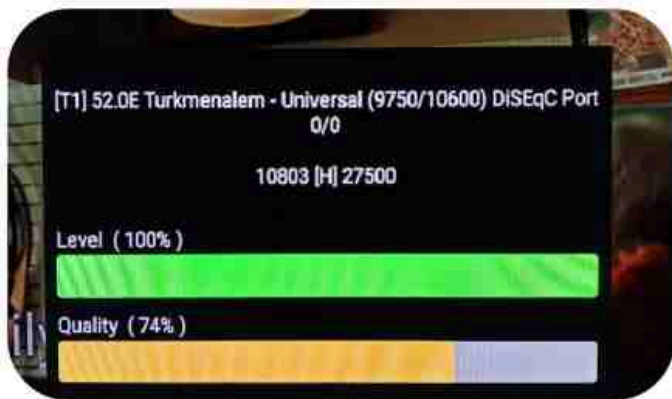 [T1] 52.0E Turkmenalem - Universal (9750/10600) DiSEqC Port
0/0
10803 [H] 27500
Level ( 100% )
Quality ( 74% )